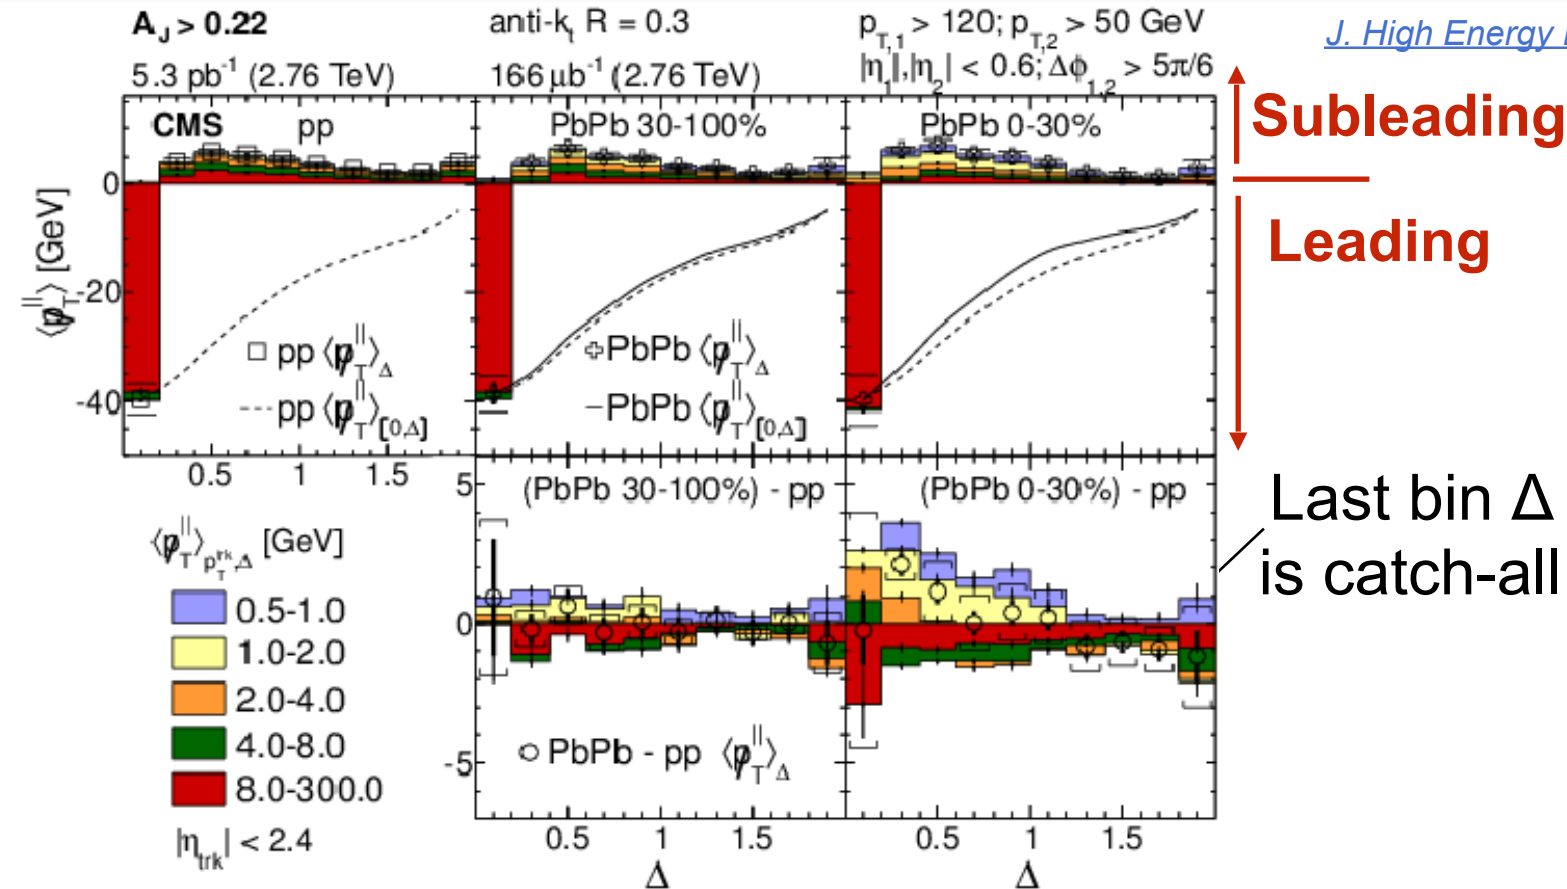 A_J > 0.22
anti-k_t R = 0.3
p_T,1 > 120; p_T,2 > 50 GeV
J. High Energy
5.3 pb⁻¹ (2.76 TeV)
166 μb⁻¹ (2.76 TeV)
|η_1|,|η_2| < 0.6; Δϕ_1,2 > 5π/6
CMS pp
PbPb 30-100%
PbPb 0-30%
Subleading
Leading
⟨p̸_T^||⟩ [GeV]
0
-20
-40
pp ⟨p̸_T^||⟩_Δ
--- pp ⟨p̸_T^||⟩_[0,Δ]
PbPb ⟨p̸_T^||⟩_Δ
– PbPb ⟨p̸_T^||⟩_[0,Δ]
0.5 1 1.5
(PbPb 30-100%) - pp
(PbPb 0-30%) - pp
Last bin Δ
is catch-all
5
0
-5
⟨p̸_T^||⟩_p_T^trk,Δ [GeV]
0.5-1.0
1.0-2.0
2.0-4.0
4.0-8.0
8.0-300.0
|η_trk| < 2.4
PbPb - pp ⟨p̸_T^||⟩_Δ
0.5 1 1.5
0.5 1 1.5
Δ
Δ